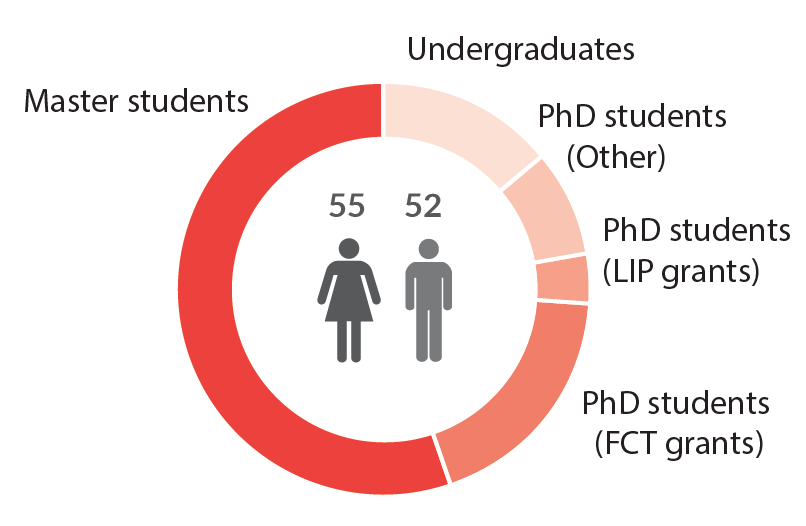 Undergraduates
Master students
PhD students
(Other)
55 52
PhD students
(LIP grants)
PhD students
(FCT grants)